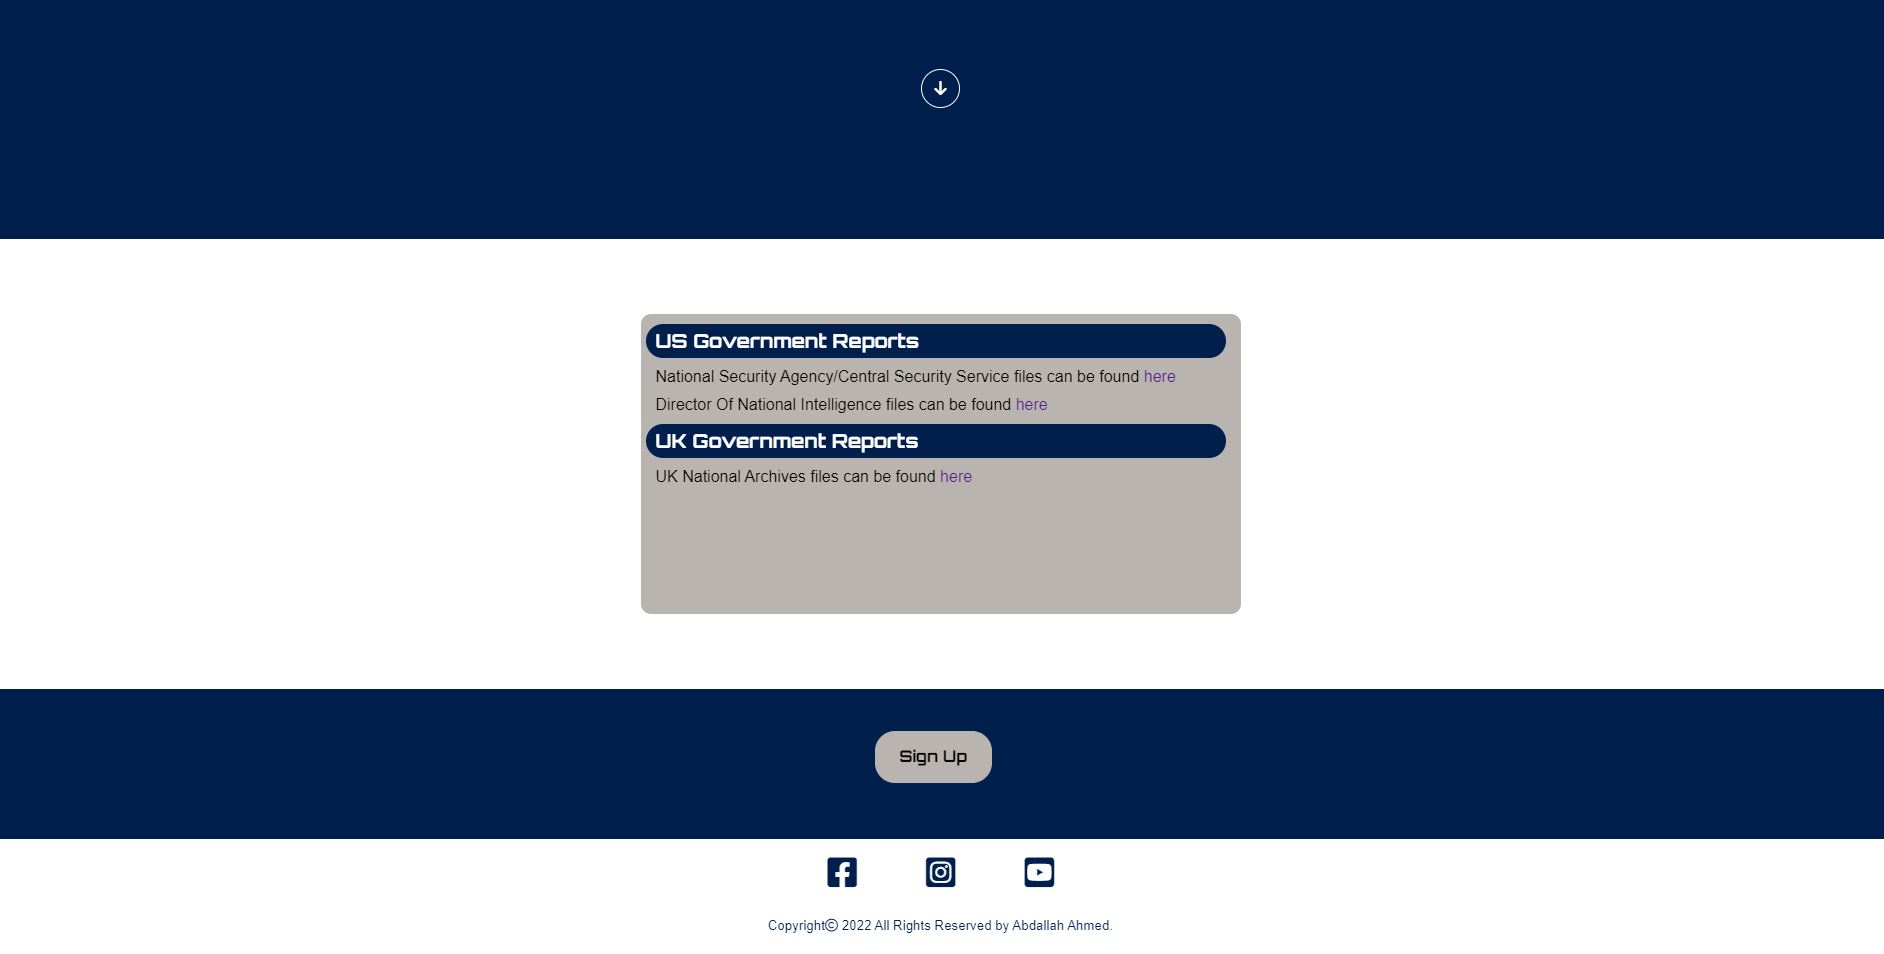 US Government Reports
National Security Agency/Central Security Service files can be found here
Director Of National Intelligence files can be found here
UK Government Reports
UK National Archives files can be found here
Sign Up
Copyright© 2022 All Rights Reserved by Abdallah Ahmed.